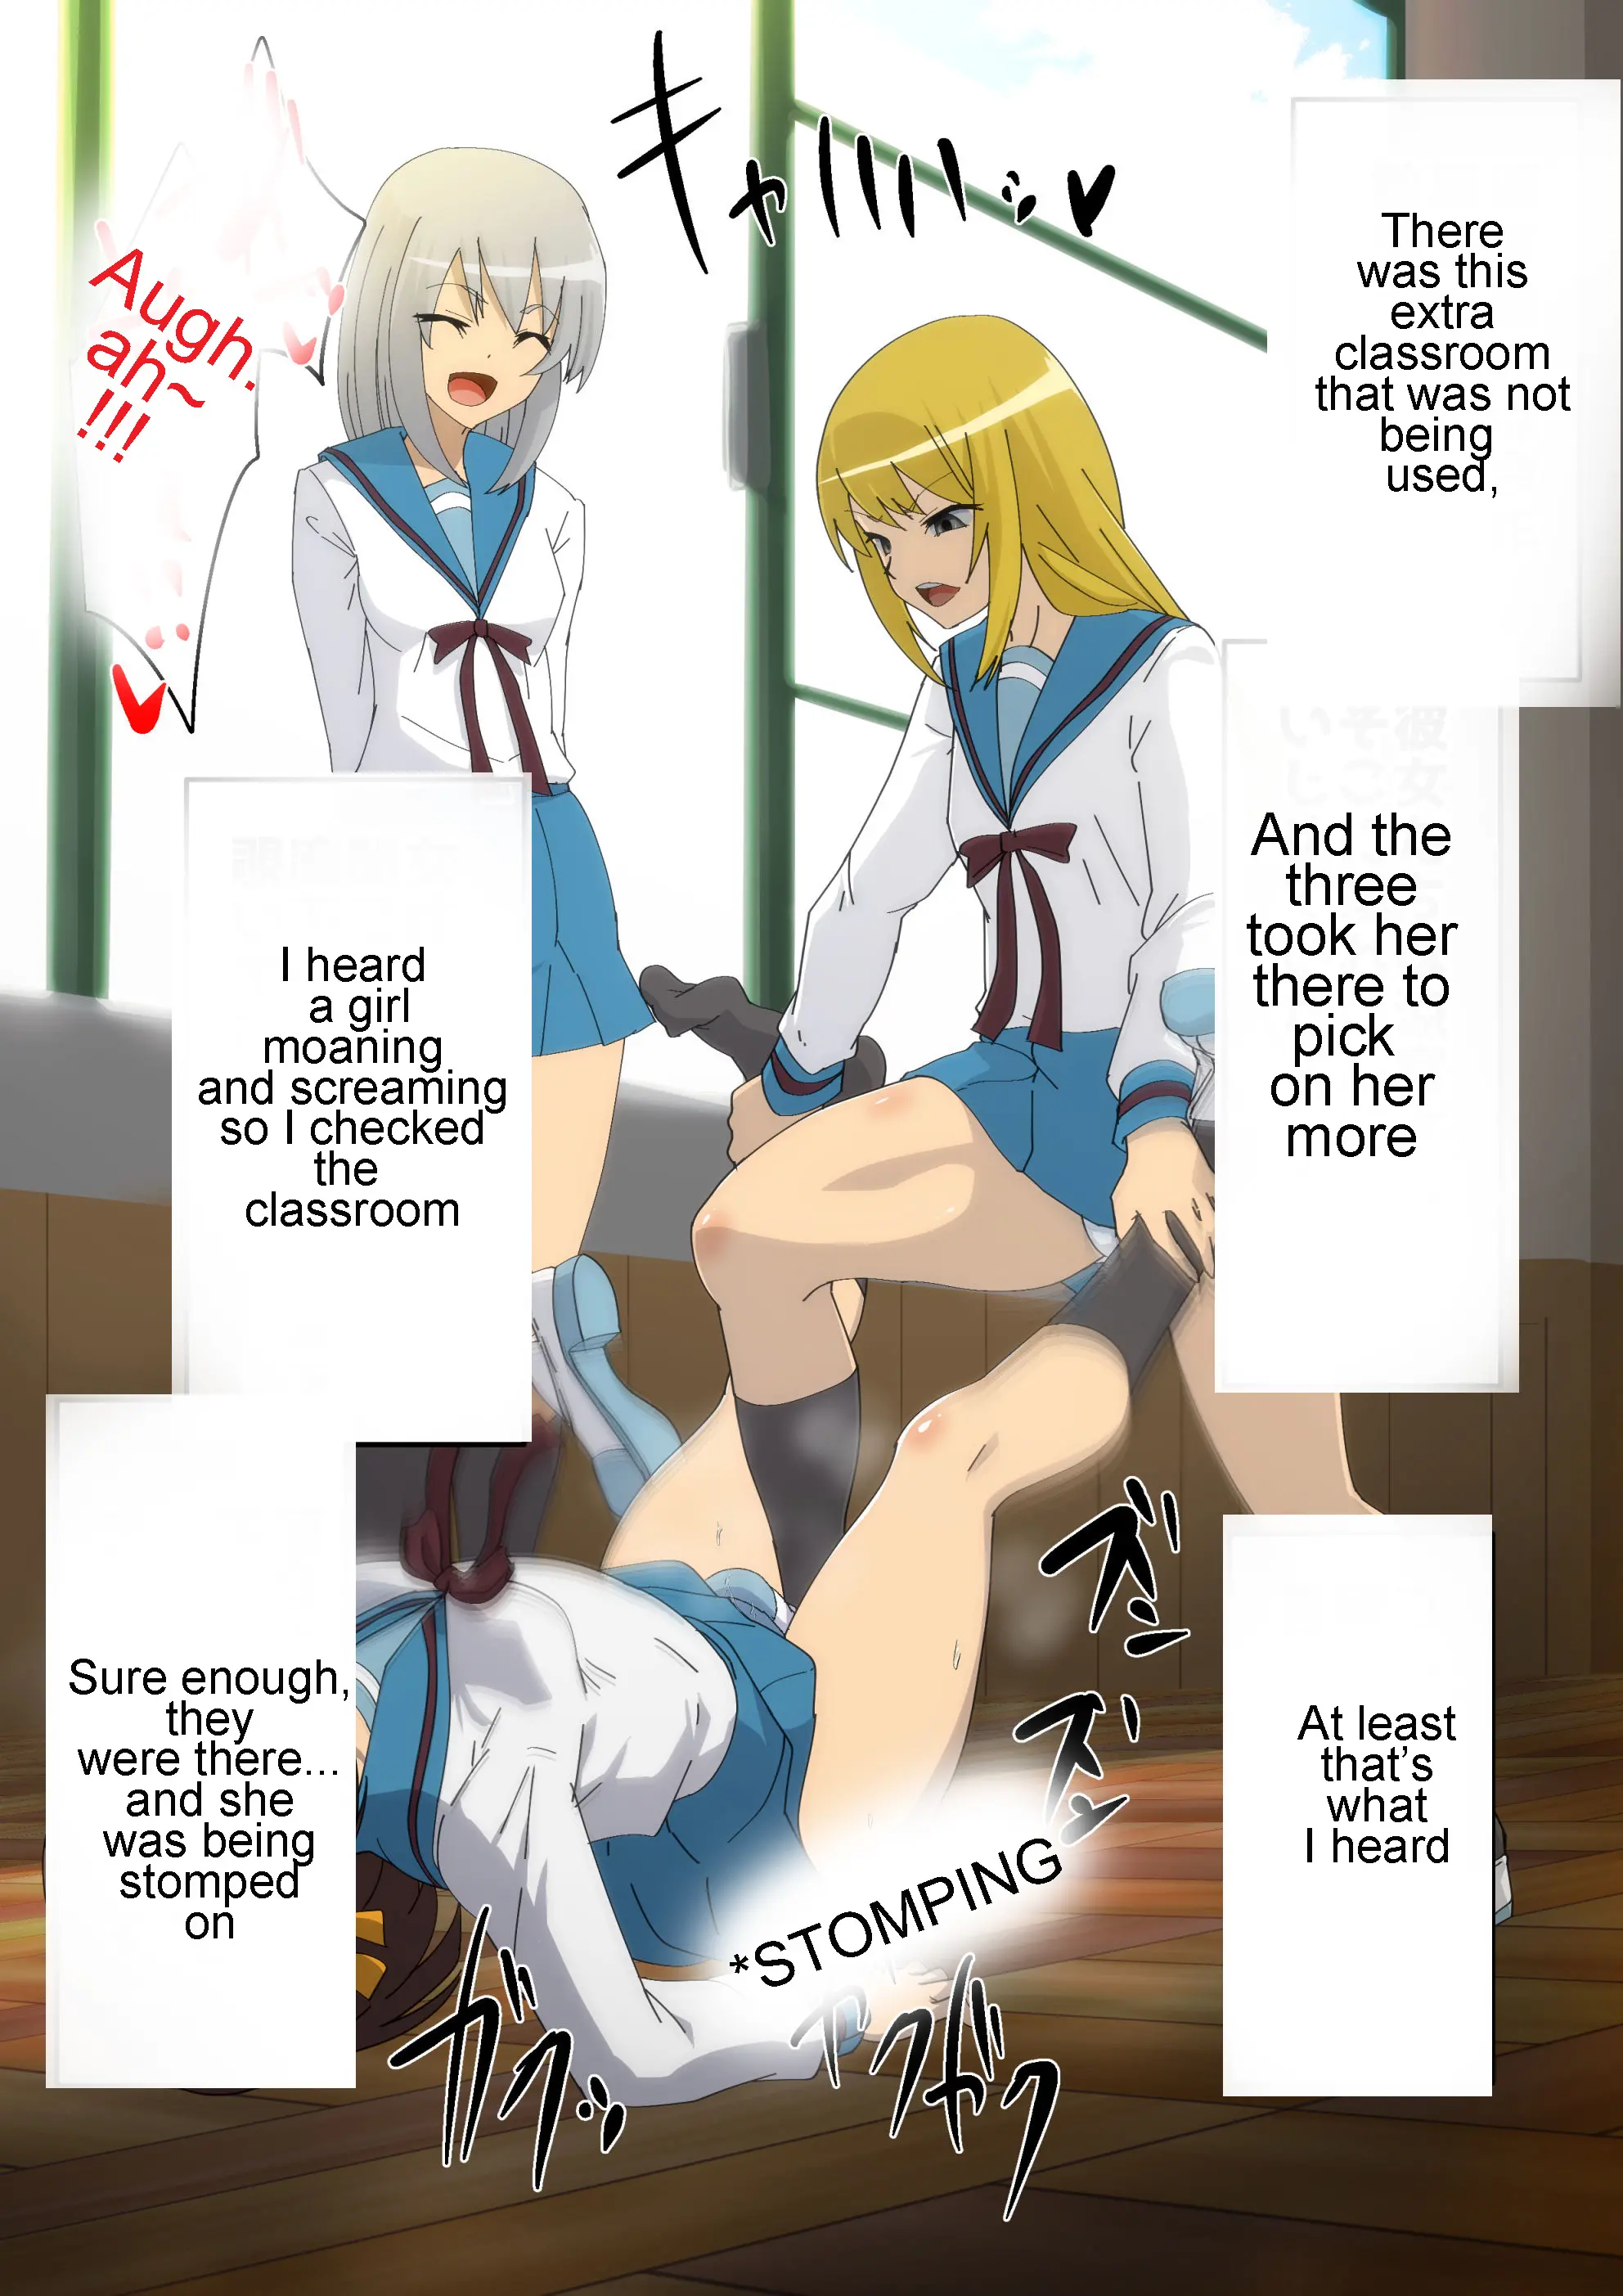 There
was this
extra
classroom
that was not
being
used,
And the
three
took her
there to
pick
on her
more
At least
that's
what
I heard
キャハハハッ♥
Augh.
ah~
!!!
I heard
a girl
moaning
and screaming
so I checked
the
classroom
Sure enough,
they
were there...
and she
was being
stomped
on
ズン
*STOMPING
ガクッ
ガク